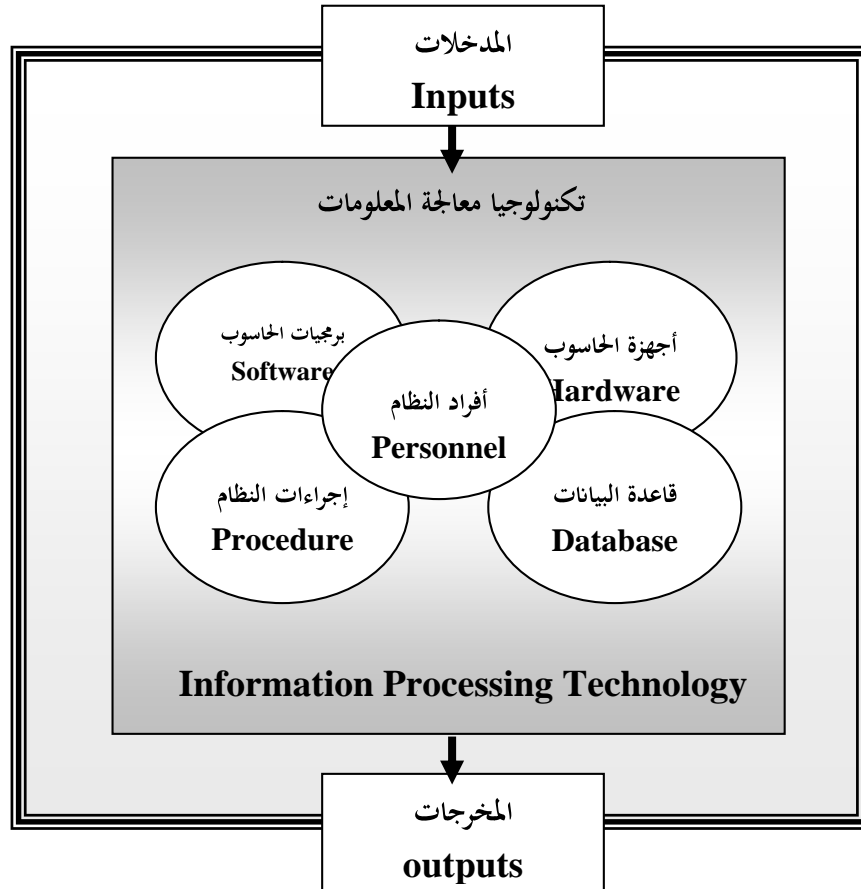 المدخلات
Inputs
تكنولوجيا معالجة المعلومات
برمجيات الحاسوب
Software
أجهزة الحاسوب
Hardware
أفراد النظام
Personnel
إجراءات النظام
Procedure
قاعدة البيانات
Database
Information Processing Technology
المخرجات
outputs